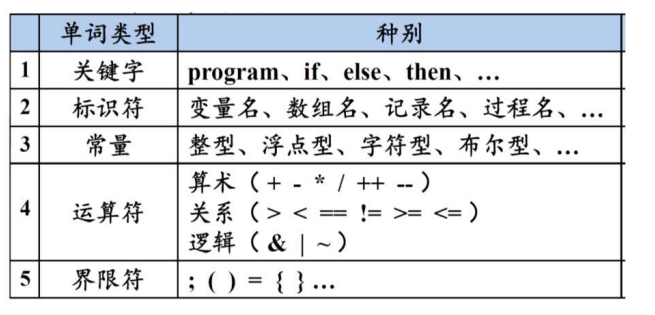 单词类型 种别
1 关键字 program、if、else、then、…
2 标识符 变量名、数组名、记录名、过程名、…
3 常量 整型、浮点型、字符型、布尔型、…
4 运算符 算术（+ - * / ++ --）
关系（> < == != >= <=）
逻辑（& | ~）
5 界限符 ; ( ) = { } …